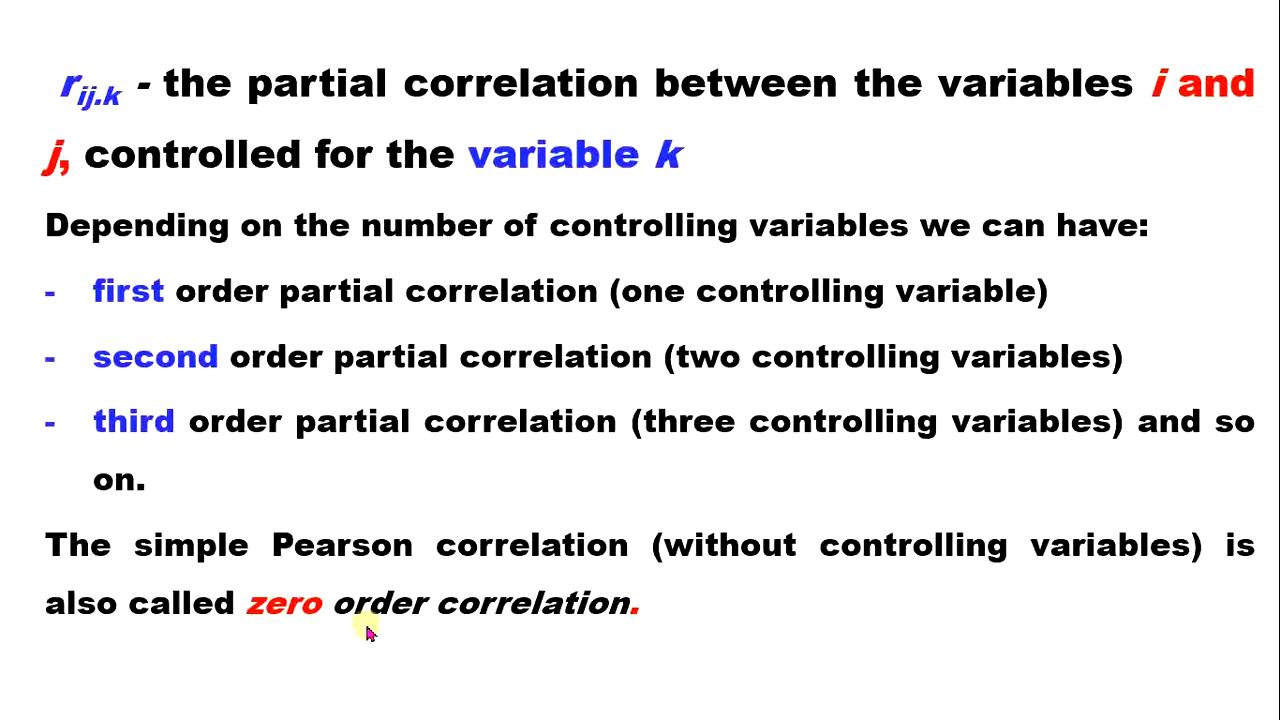 r_ij.k - the partial correlation between the variables i and
j, controlled for the variable k
Depending on the number of controlling variables we can have:
- first order partial correlation (one controlling variable)
- second order partial correlation (two controlling variables)
- third order partial correlation (three controlling variables) and so
on.
The simple Pearson correlation (without controlling variables) is
also called zero order correlation.